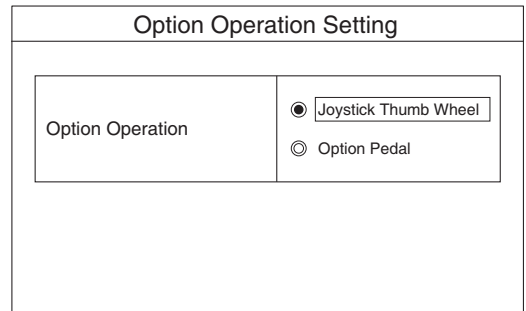 Option Operation Setting
Option Operation
Joystick Thumb Wheel
Option Pedal